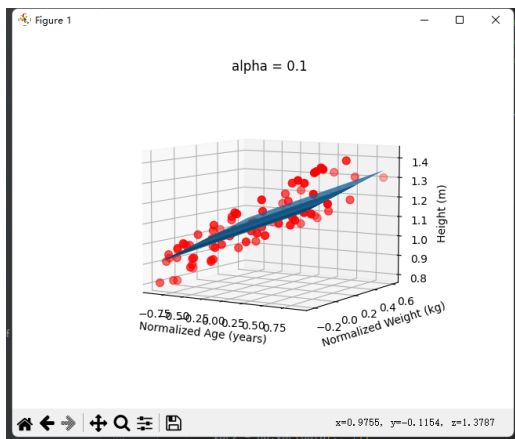 Figure 1
alpha = 0.1
1.4
1.3
1.2
1.1
1.0
0.9
0.8
Height (m)
−0.75 −0.50 −0.25 0.00 0.25 0.50 0.75
Normalized Age (years)
−0.2 0.0 0.2 0.4 0.6
Normalized Weight (kg)
x=0.9755, y=-0.1154, z=1.3787